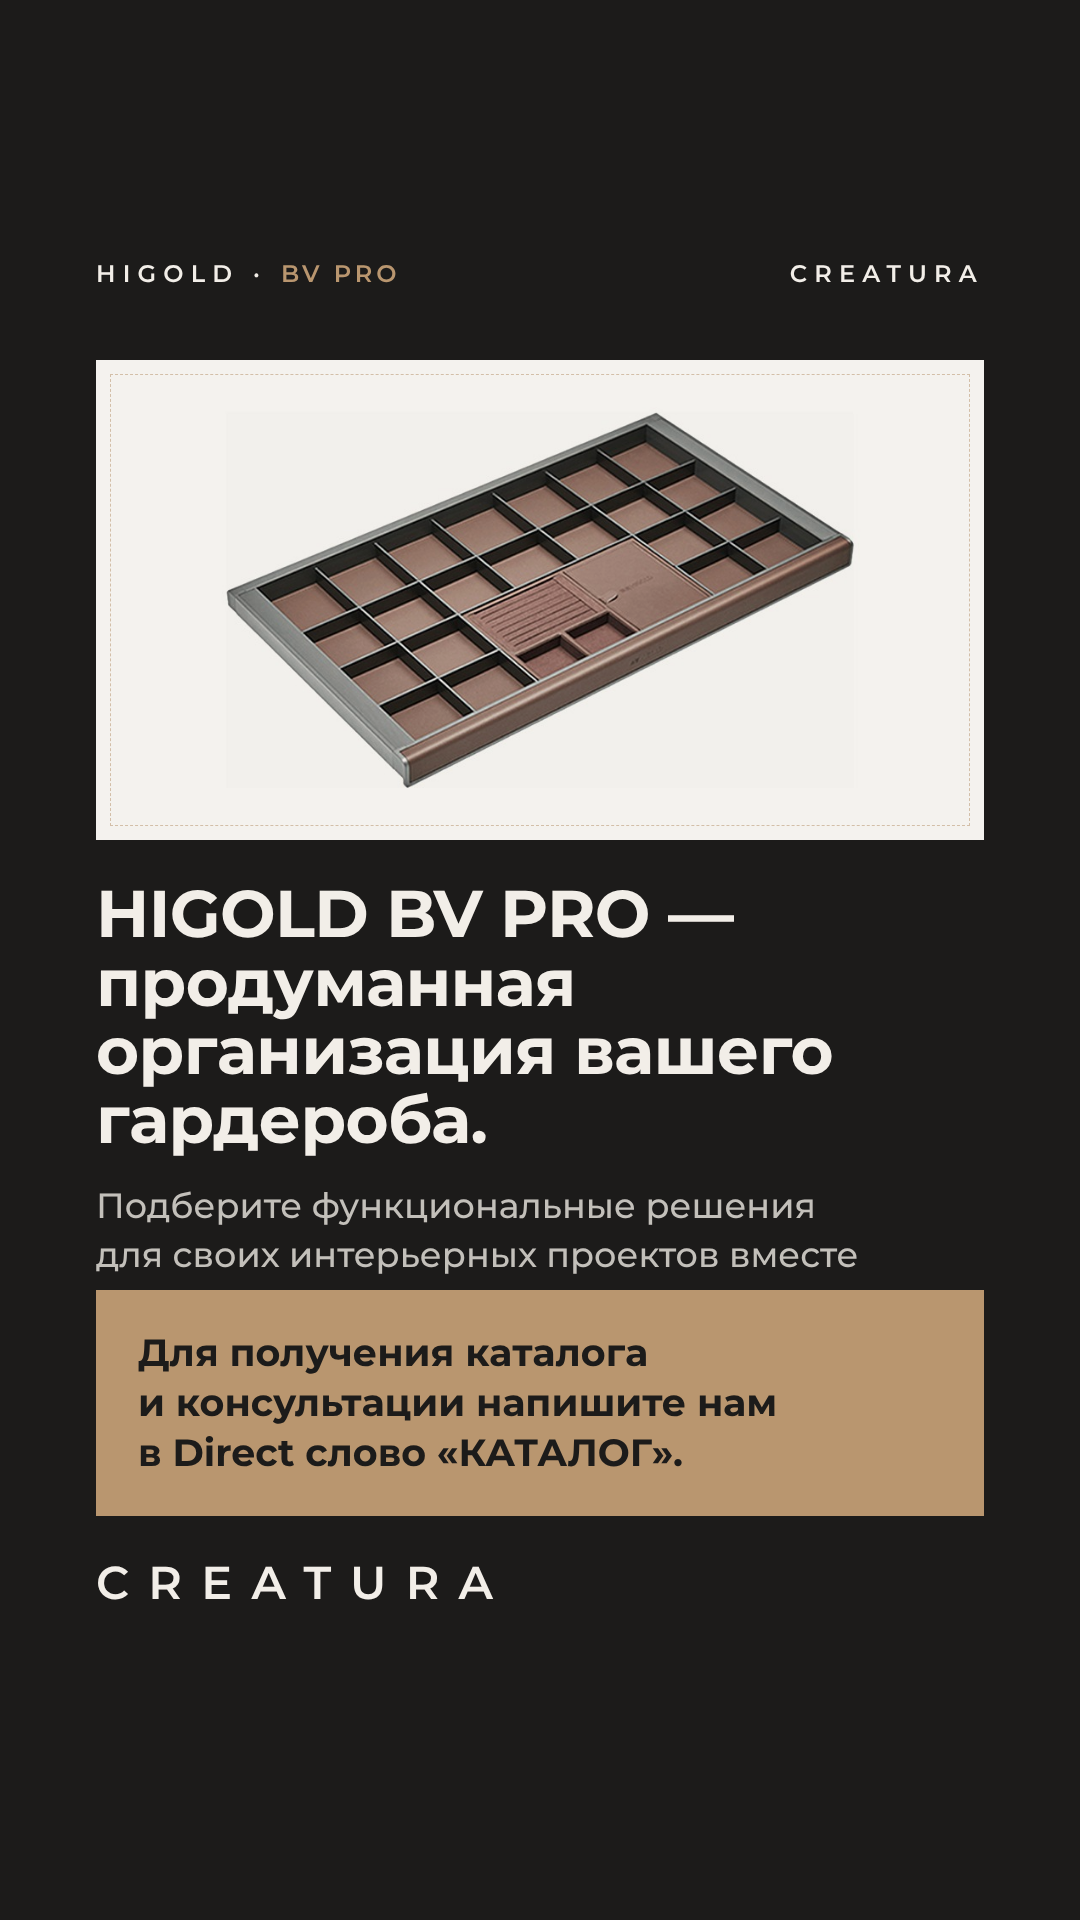 HIGOLD · BV PRO
CREATURA
HIGOLD BV PRO —
продуманная
организация вашего
гардероба.
Подберите функциональные решения
для своих интерьерных проектов вместе
Для получения каталога
и консультации напишите нам
в Direct слово «КАТАЛОГ».
CREATURA